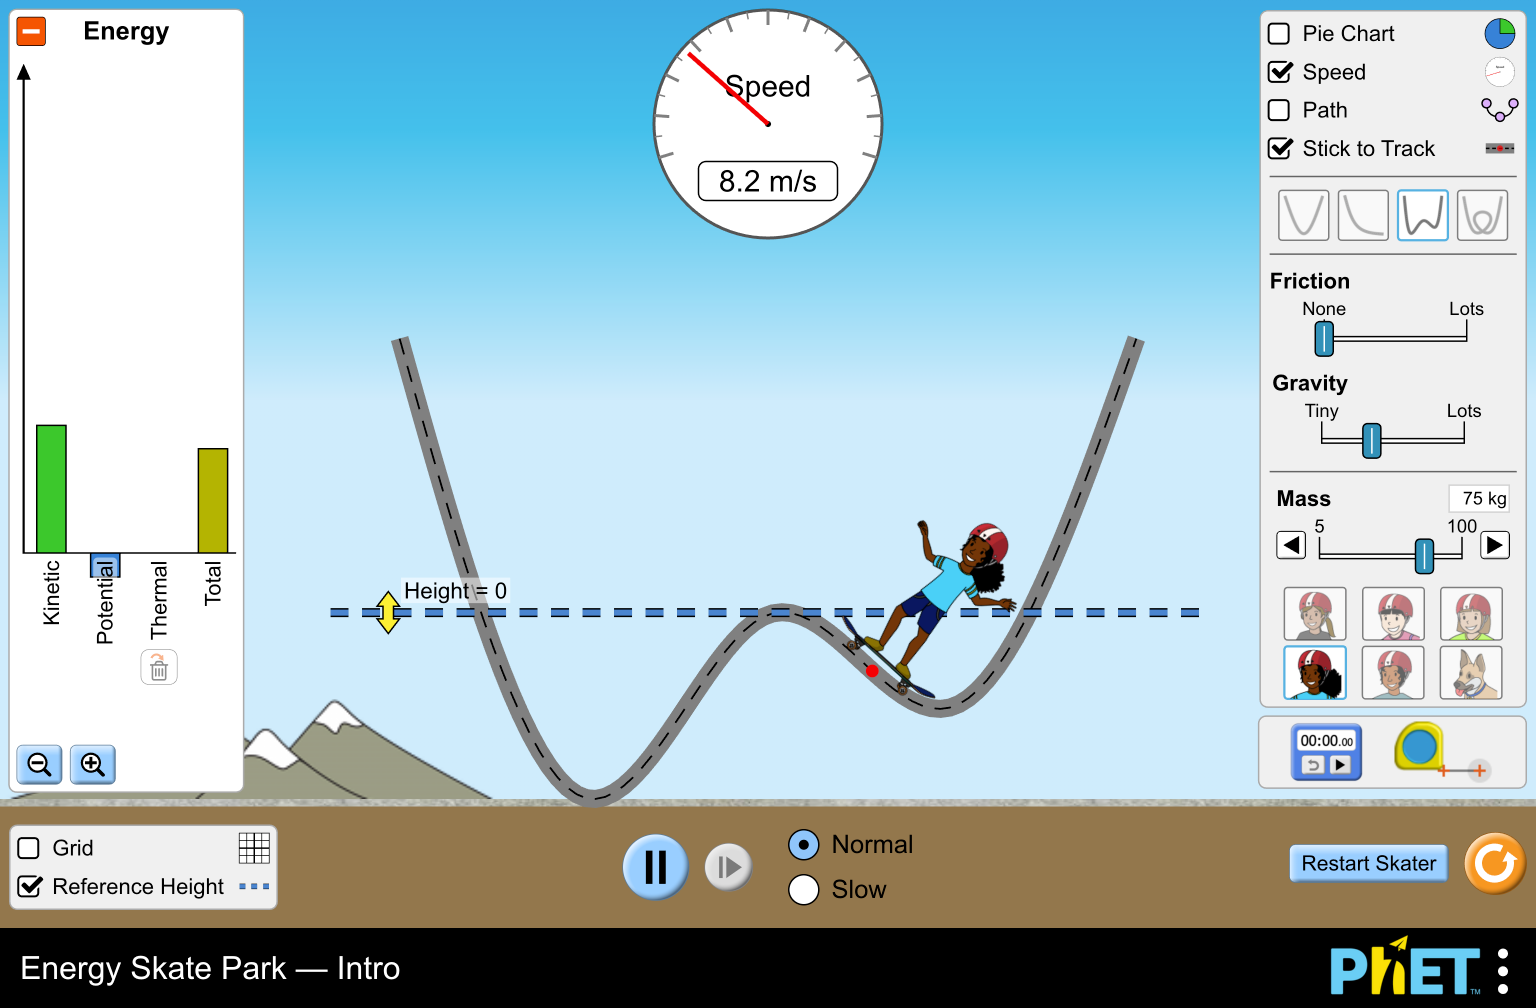 Energy
Kinetic
Potential
Thermal
Total
Speed
8.2 m/s
Height = 0
Pie Chart
Speed
Path
Stick to Track
Friction
None
Lots
Gravity
Tiny
Lots
Mass
75 kg
5
100
00:00.00
Grid
Reference Height
Normal
Slow
Restart Skater
Energy Skate Park — Intro
PhET™